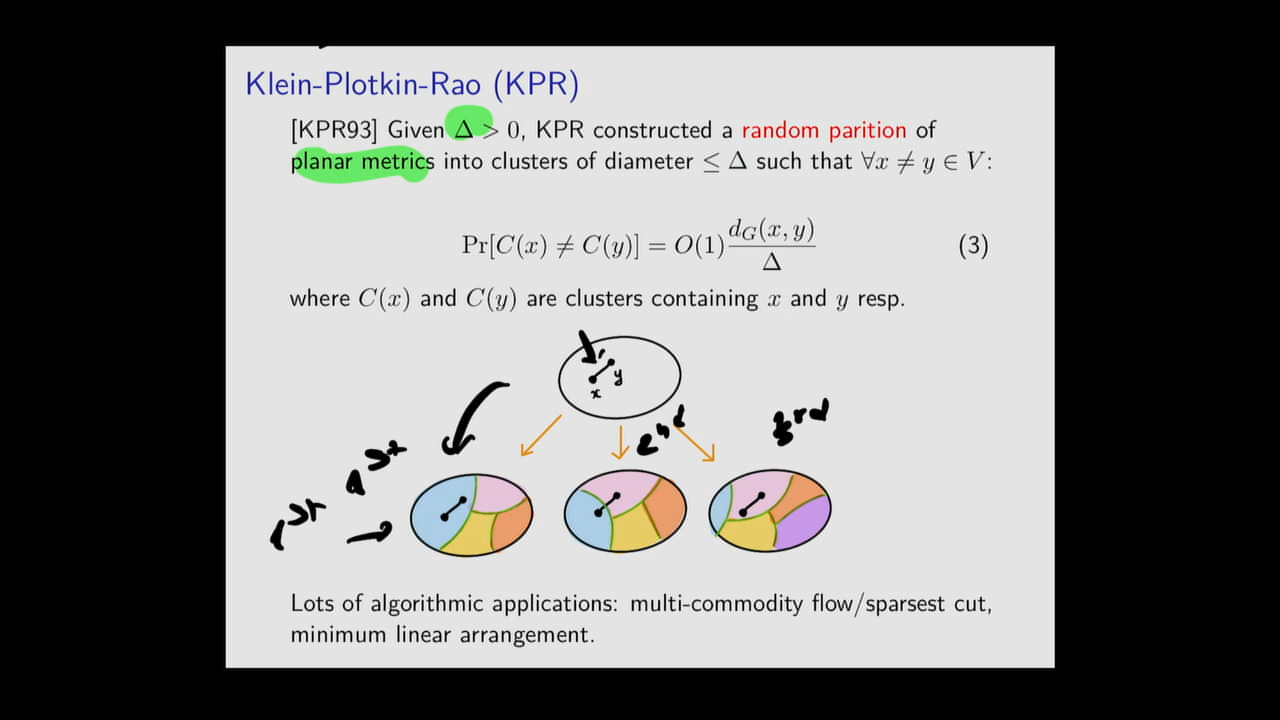 Klein-Plotkin-Rao (KPR)
[KPR93] Given Δ > 0, KPR constructed a random parition of
planar metrics into clusters of diameter ≤ Δ such that ∀x ≠ y ∈ V:
Pr[C(x) ≠ C(y)] = O(1) d_G(x, y) / Δ (3)
where C(x) and C(y) are clusters containing x and y resp.
y
x
1st
1st
2nd
3rd
Lots of algorithmic applications: multi-commodity flow/sparsest cut,
minimum linear arrangement.